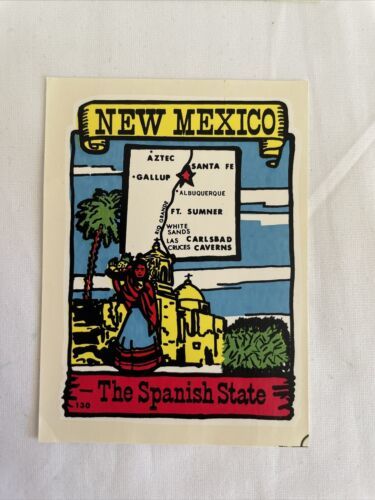 NEW MEXICO
AZTEC
SANTA FE
GALLUP
ALBUQUERQUE
RIO GRANDE
FT. SUMNER
WHITE
SANDS
LAS CARLSBAD
CRUCES CAVERNS
— The Spanish State
130